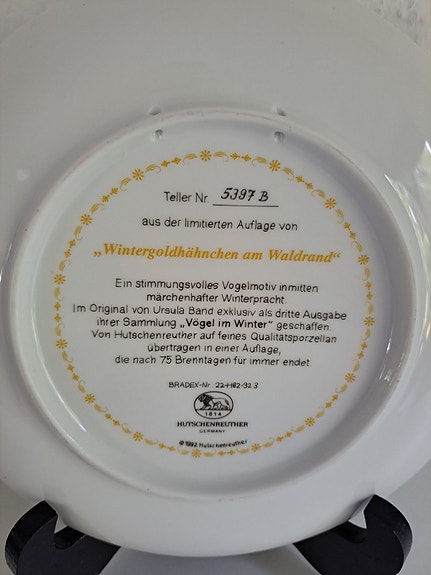 Teller Nr. 5397 B
aus der limitierten Auflage von
„Wintergoldhähnchen am Waldrand“
Ein stimmungsvolles Vogelmotiv inmitten
märchenhafter Winterpracht.
Im Original von Ursula Band exklusiv als dritte Ausgabe
ihrer Sammlung „Vögel im Winter“ geschaffen.
Von Hutschenreuther auf feines Qualitätsporzellan
übertragen in einer Auflage,
die nach 75 Brenntagen für immer endet.
BRADEX-Nr.
1814
HUTSCHENREUTHER
GERMANY
© 1992 Hutschenreuther